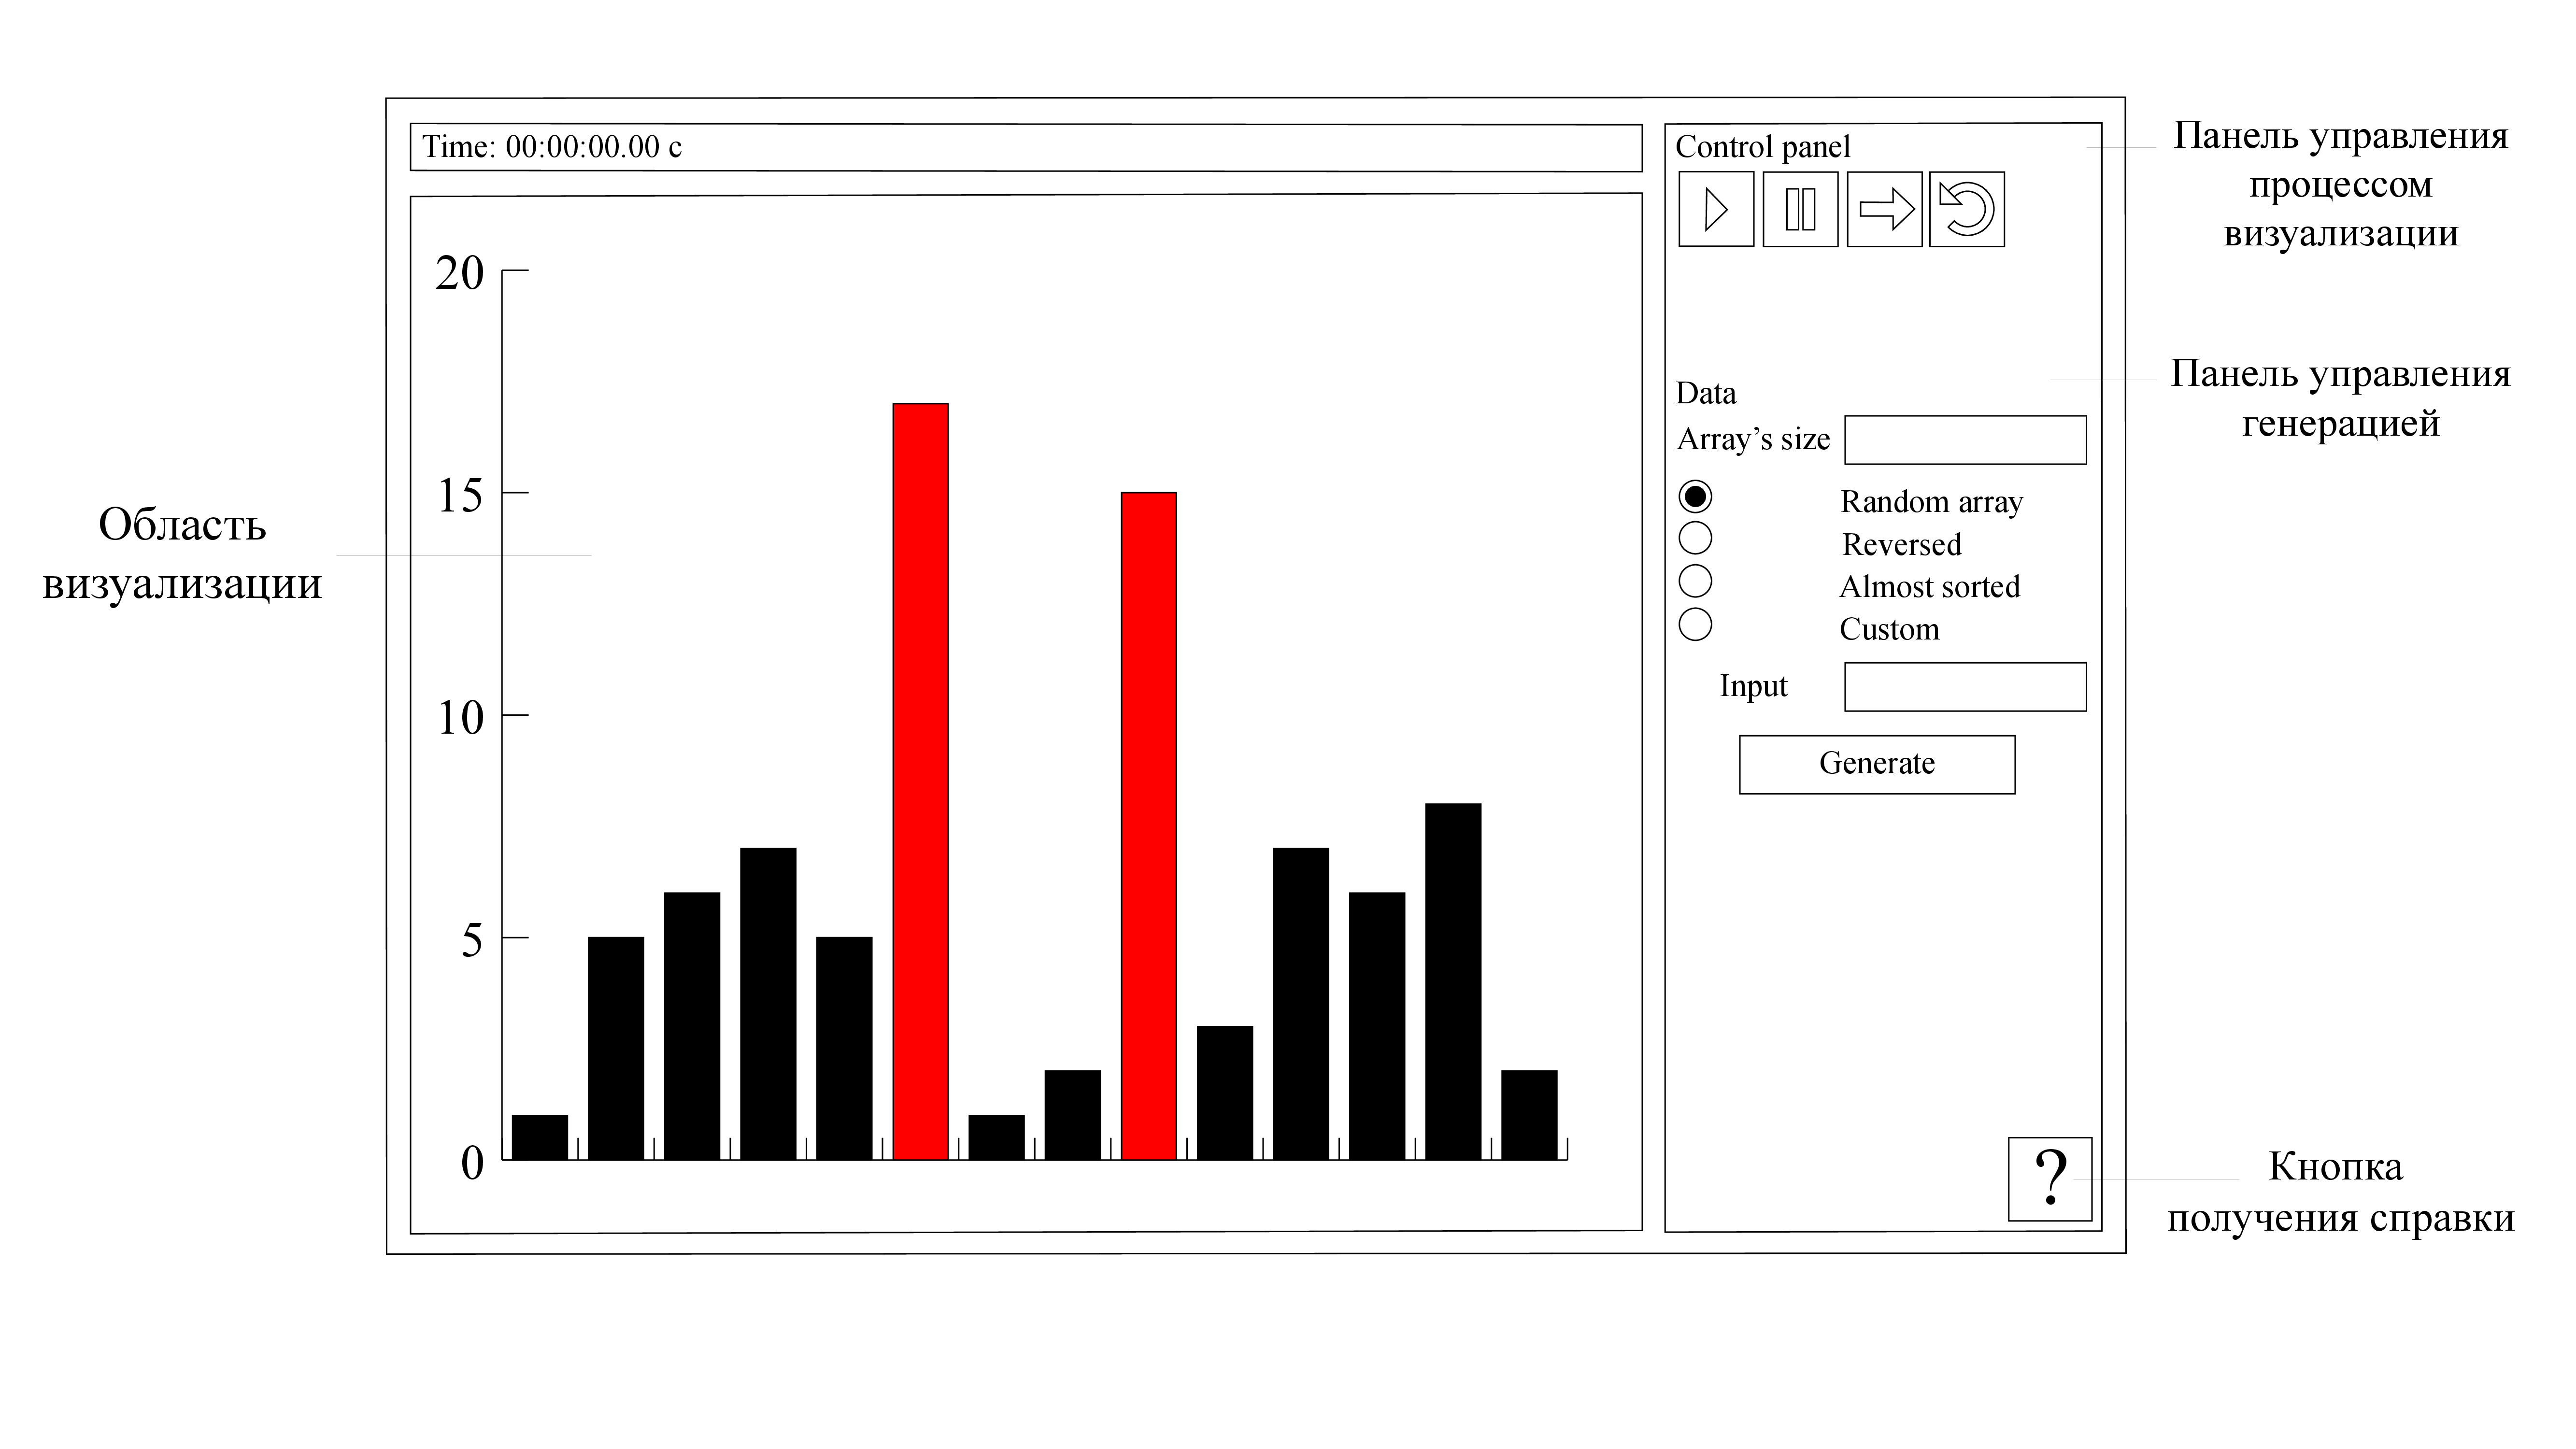 Time: 00:00:00.00 c
20
15
10
5
0
Область
визуализации
Control panel
Data
Array’s size
Random array
Reversed
Almost sorted
Custom
Input
Generate
?
Панель управления
процессом
визуализации
Панель управления
генерацией
Кнопка
получения справки